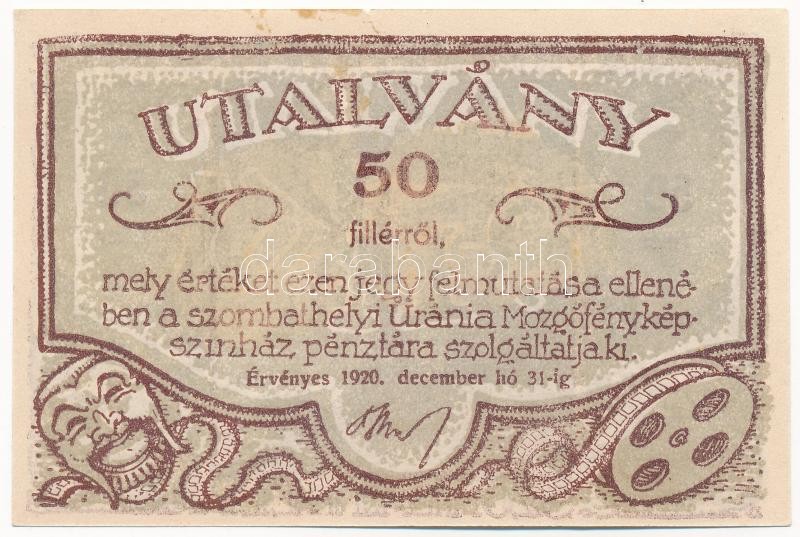 UTALVÁNY
50
fillérről,
mely értéket ezen jegy felmutatása ellené-
ben a szombathelyi Uránia Mozgófénykép-
szinház pénztára szolgáltatja ki.
Érvényes 1920. december hó 31-ig
darabanth